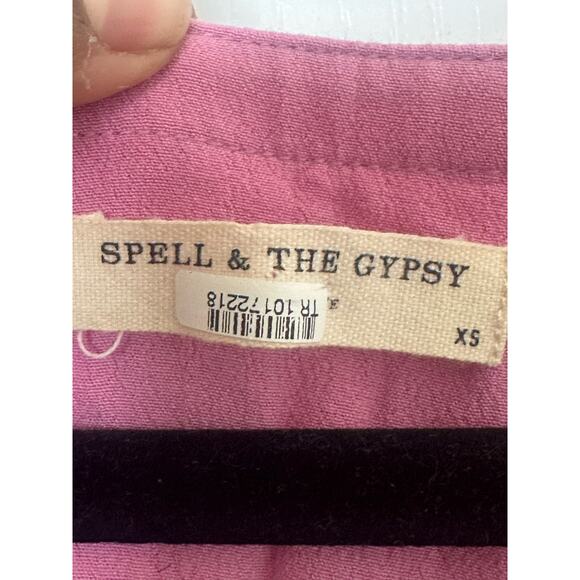 SPELL & THE GYPSY
TR 10172218
XS